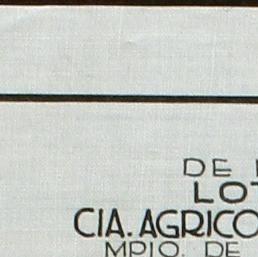 DE
LOT
CIA. AGRICO
MPIO. DE